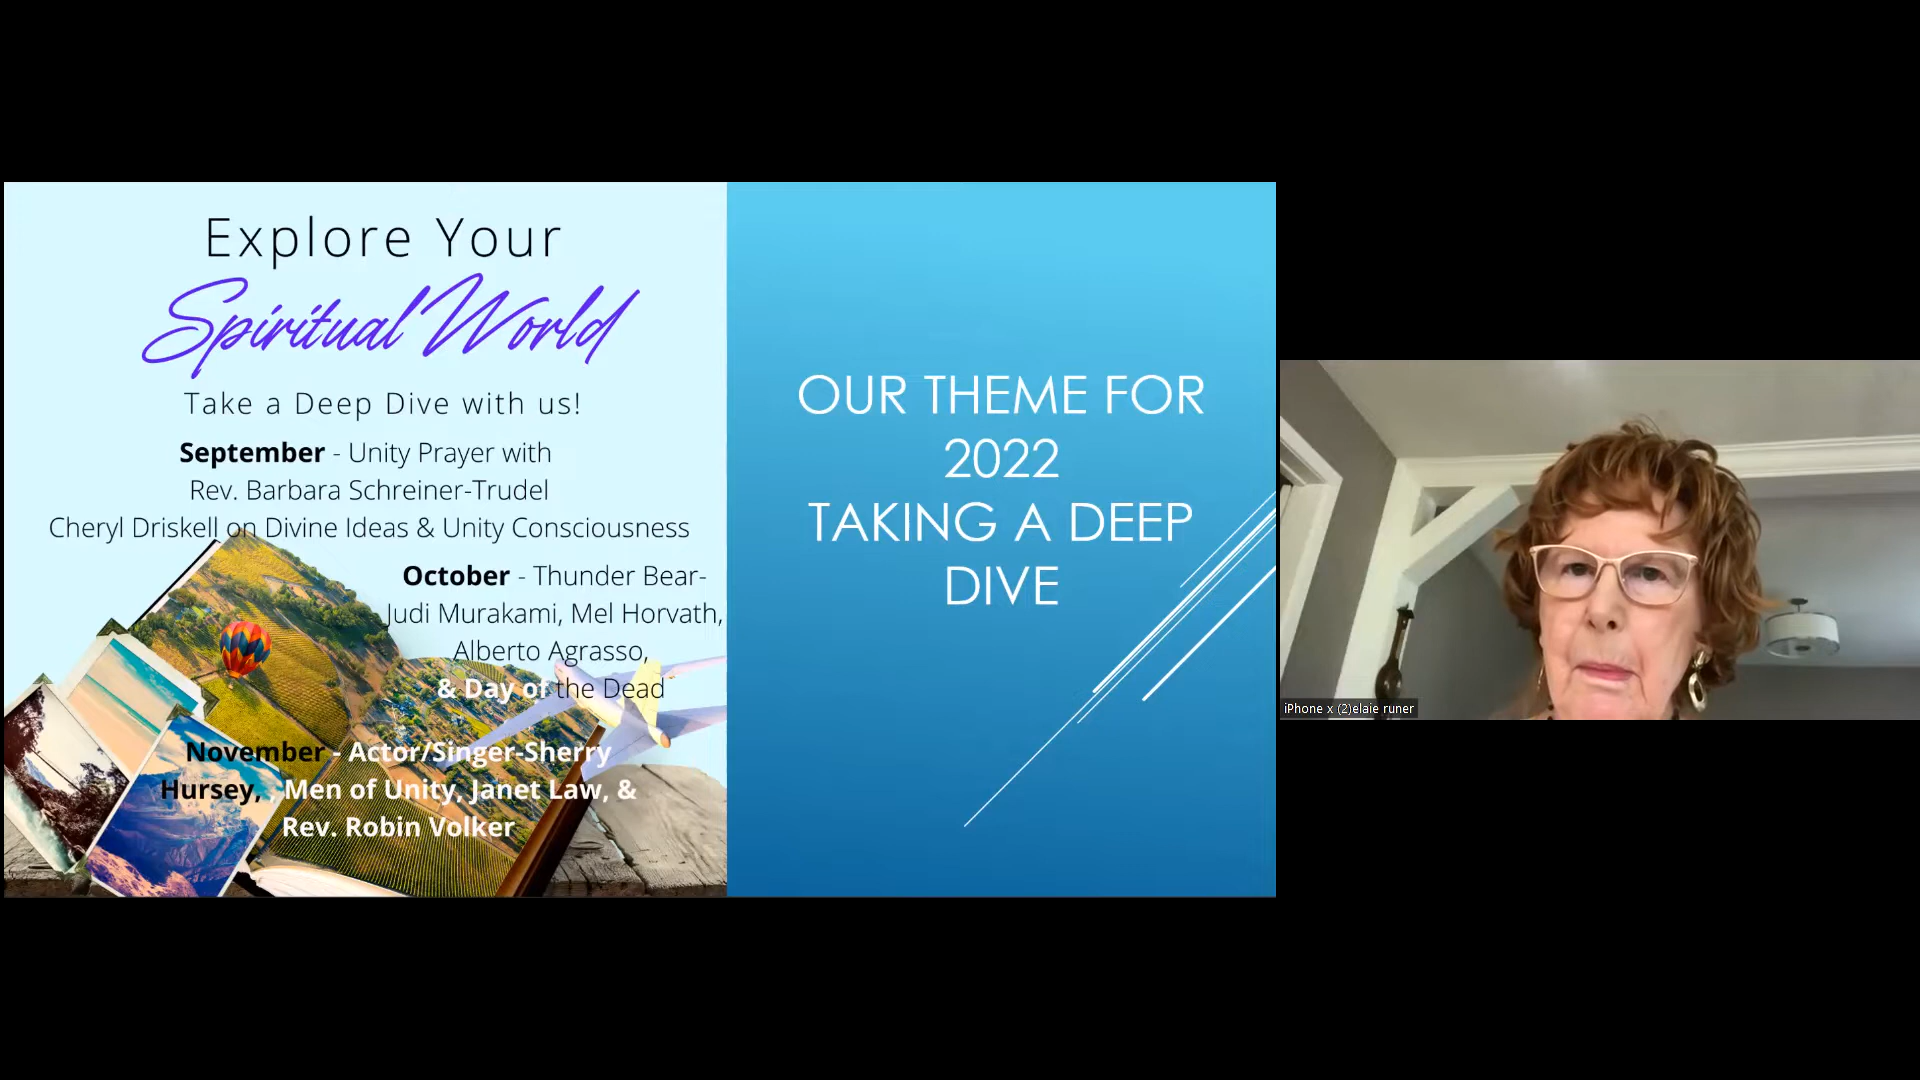 Explore Your
Spiritual World
Take a Deep Dive with us!
September - Unity Prayer with
Rev. Barbara Schreiner-Trudel
Cheryl Driskell on Divine Ideas & Unity Consciousness
October - Thunder Bear-
Judi Murakami, Mel Horvath,
Alberto Agrasso,
& Day of the Dead
November - Actor/Singer-Sherry
Hursey, Men of Unity, Janet Law, &
Rev. Robin Volker
OUR THEME FOR
2022
TAKING A DEEP
DIVE
iPhone x (2)elaie runer